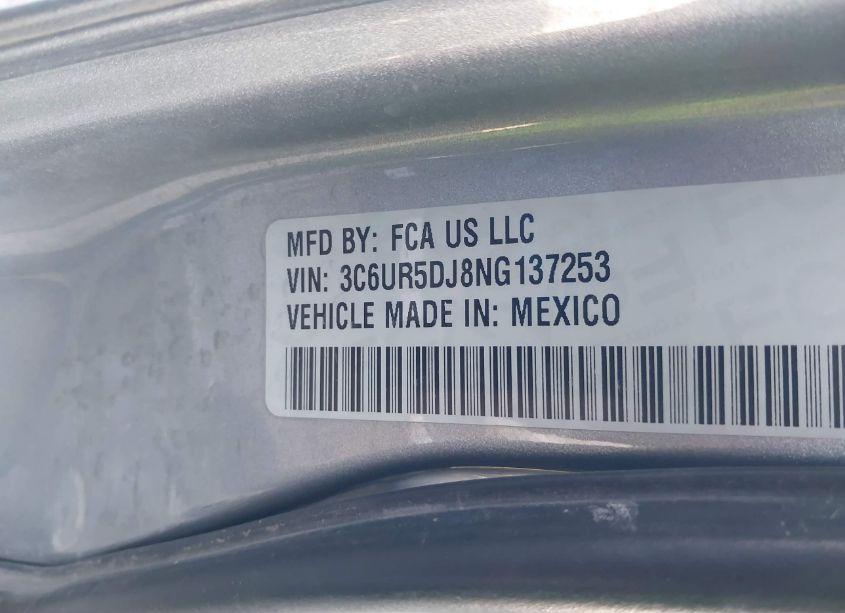 MFD BY: FCA US LLC
VIN: 3C6UR5DJ8NG137253
VEHICLE MADE IN: MEXICO